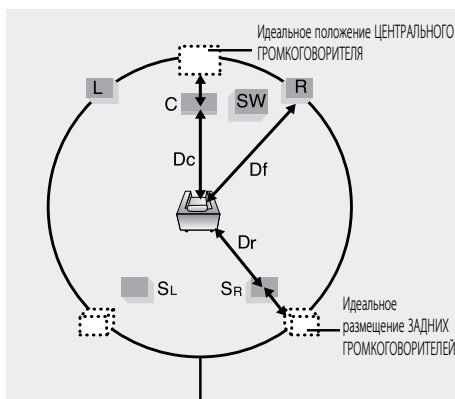 Идеальное положение ЦЕНТРАЛЬНОГО
ГРОМКОГОВОРИТЕЛЯ
L
C
SW
R
Dc
Df
Dr
SL
SR
Идеальное
размещение ЗАДНИХ
ГРОМКОГОВОРИТЕЛЕЙ